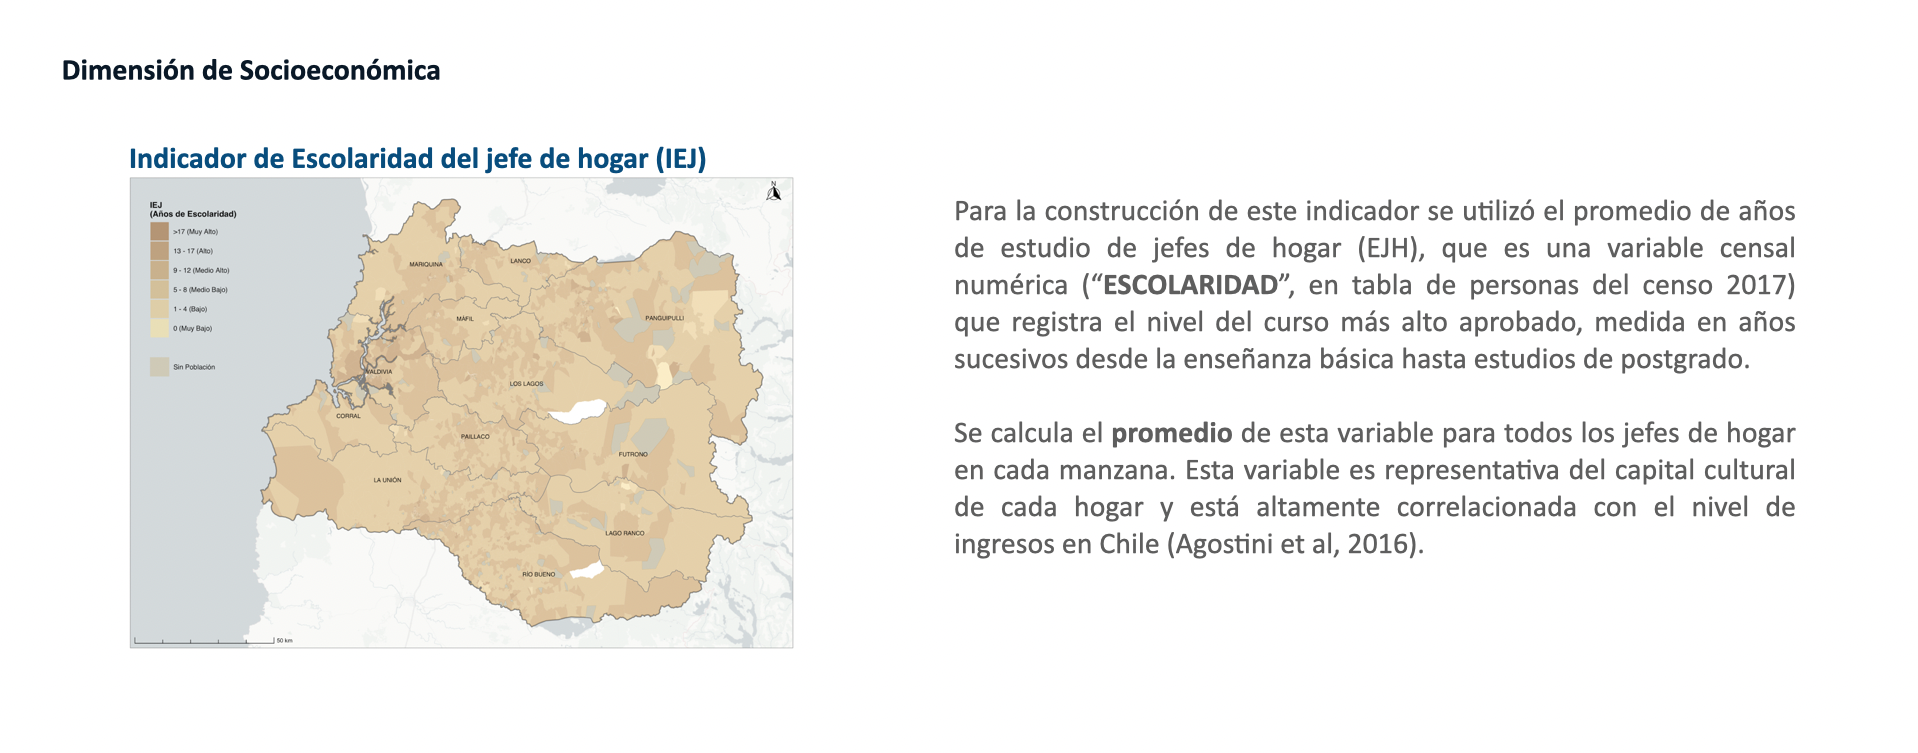 Dimensión de Socioeconómica
Indicador de Escolaridad del jefe de hogar (IEJ)
N
IEJ
(Años de Escolaridad)
>17 (Muy Alto)
13 - 17 (Alto)
9 - 12 (Medio Alto)
5 - 8 (Medio Bajo)
1 - 4 (Bajo)
0 (Muy Bajo)
Sin Población
MARIQUINA
LANCO
MÁFIL
PANGUIPULLI
VALDIVIA
LOS LAGOS
CORRAL
PAILLACO
FUTRONO
LA UNIÓN
LAGO RANCO
RÍO BUENO
50 km
Para la construcción de este indicador se utilizó el promedio de años
de estudio de jefes de hogar (EJH), que es una variable censal
numérica (“ESCOLARIDAD”, en tabla de personas del censo 2017)
que registra el nivel del curso más alto aprobado, medida en años
sucesivos desde la enseñanza básica hasta estudios de postgrado.
Se calcula el promedio de esta variable para todos los jefes de hogar
en cada manzana. Esta variable es representativa del capital cultural
de cada hogar y está altamente correlacionada con el nivel de
ingresos en Chile (Agostini et al, 2016).